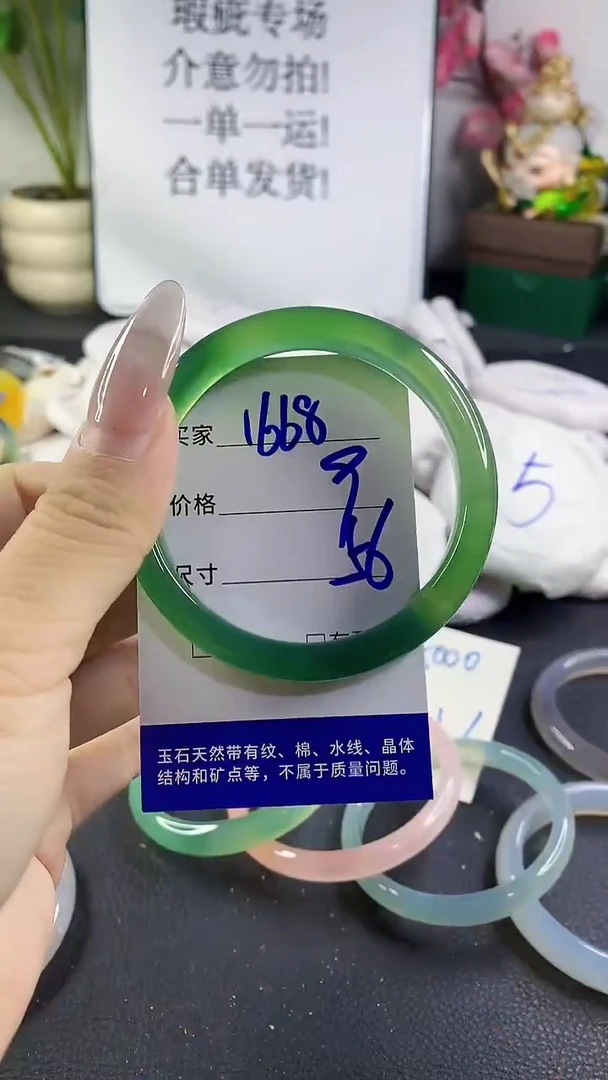 瑕疵专场
介意勿拍!
一单一运!
合单发货!
买家 1668
价格
尺寸 56
5
玉石天然带有纹、棉、水线、晶体
结构和矿点等，不属于质量问题。